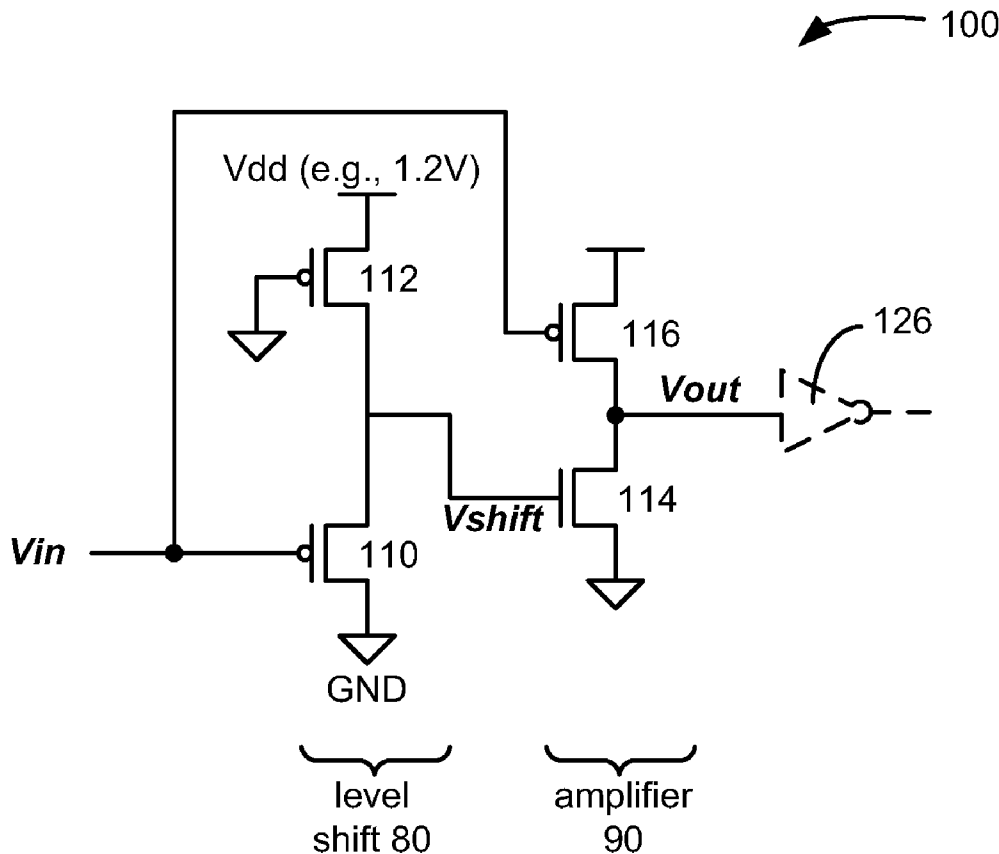 100
Vdd (e.g., 1.2V)
112
116
126
Vout
Vshift
114
Vin
110
GND
level
shift 80
amplifier
90